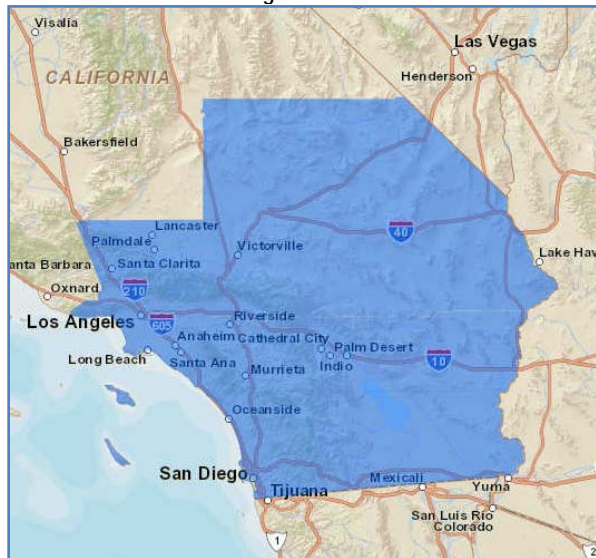 Visalia
Las Vegas
Henderson
CALIFORNIA
Bakersfield
Lancaster
Palmdale
Victorville
40
Lake Hav
anta Barbara
Santa Clarita
Oxnard
210
Los Angeles
605
Riverside
Anaheim
Cathedral City
Palm Desert
Long Beach
Santa Ana
Indio
10
Murrieta
Oceanside
San Diego
Tijuana
Mexicali
Yuma
San Luis Río
Colorado
1
2